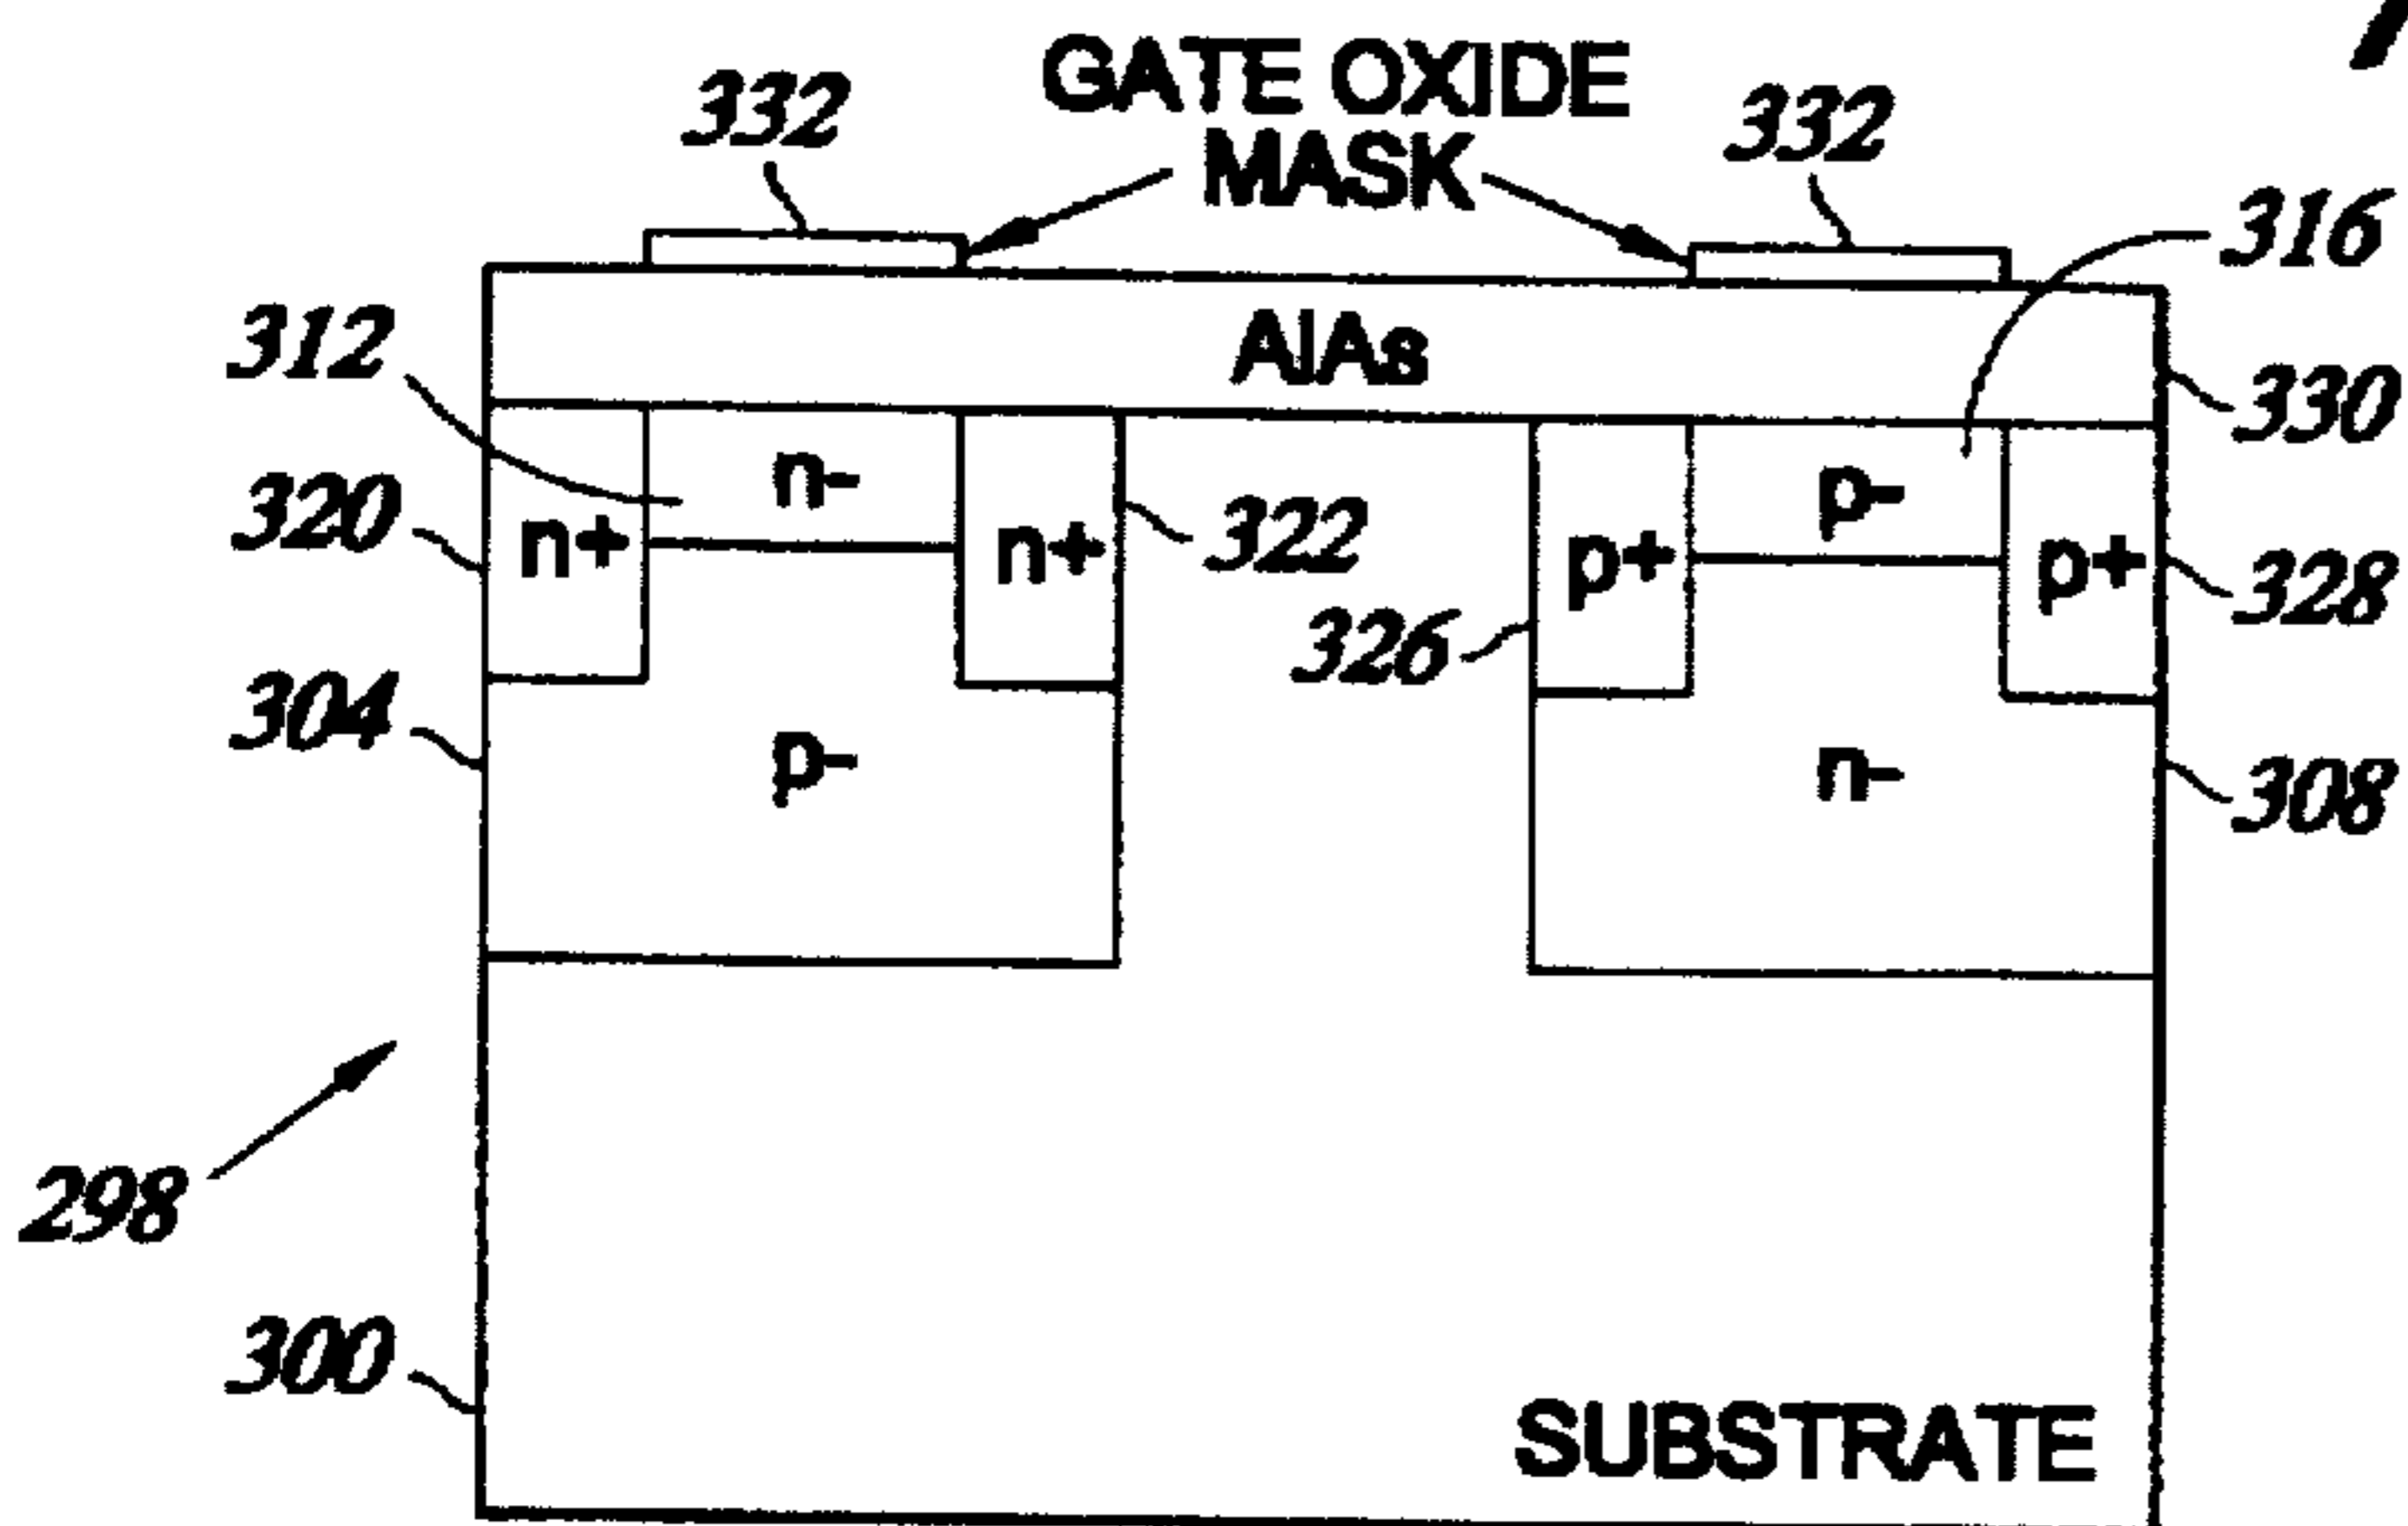 GATE OXIDE
MASK
332
332
316
312
AlAs
330
320
n+
n-
n+
322
p+
p-
p+
328
326
304
p-
n-
308
298
300
SUBSTRATE